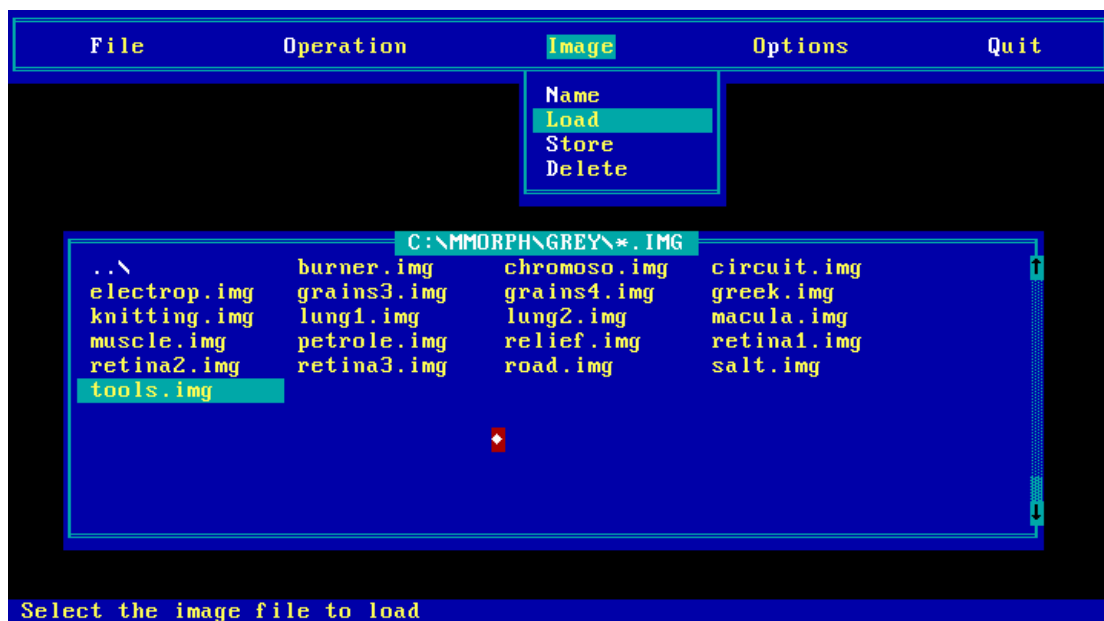 File Operation Image Options Quit
Name
Load
Store
Delete
C:\MMORPH\GREY\*.IMG
..\ burner.img chromoso.img circuit.img
electrop.img grains3.img grains4.img greek.img
knitting.img lung1.img lung2.img macula.img
muscle.img petrole.img relief.img retina1.img
retina2.img retina3.img road.img salt.img
tools.img
Select the image file to load